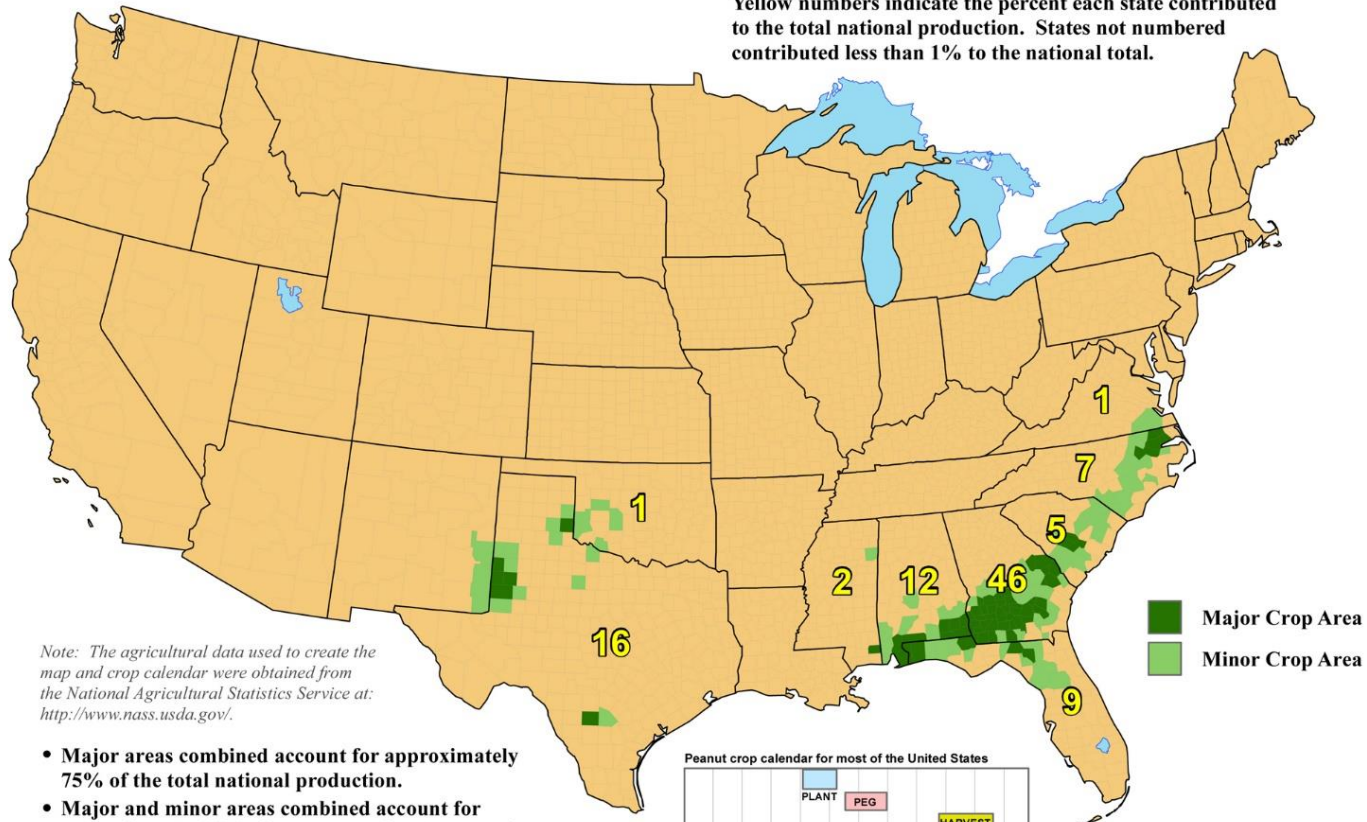 Yellow numbers indicate the percent each state contributed
to the total national production. States not numbered
contributed less than 1% to the national total.
1
7
1
5
2
12
46
16
9
Major Crop Area
Minor Crop Area
Note: The agricultural data used to create the
map and crop calendar were obtained from
the National Agricultural Statistics Service at:
http://www.nass.usda.gov/.
• Major areas combined account for approximately
75% of the total national production.
• Major and minor areas combined account for
Peanut crop calendar for most of the United States
PLANT
PEG
HARVEST